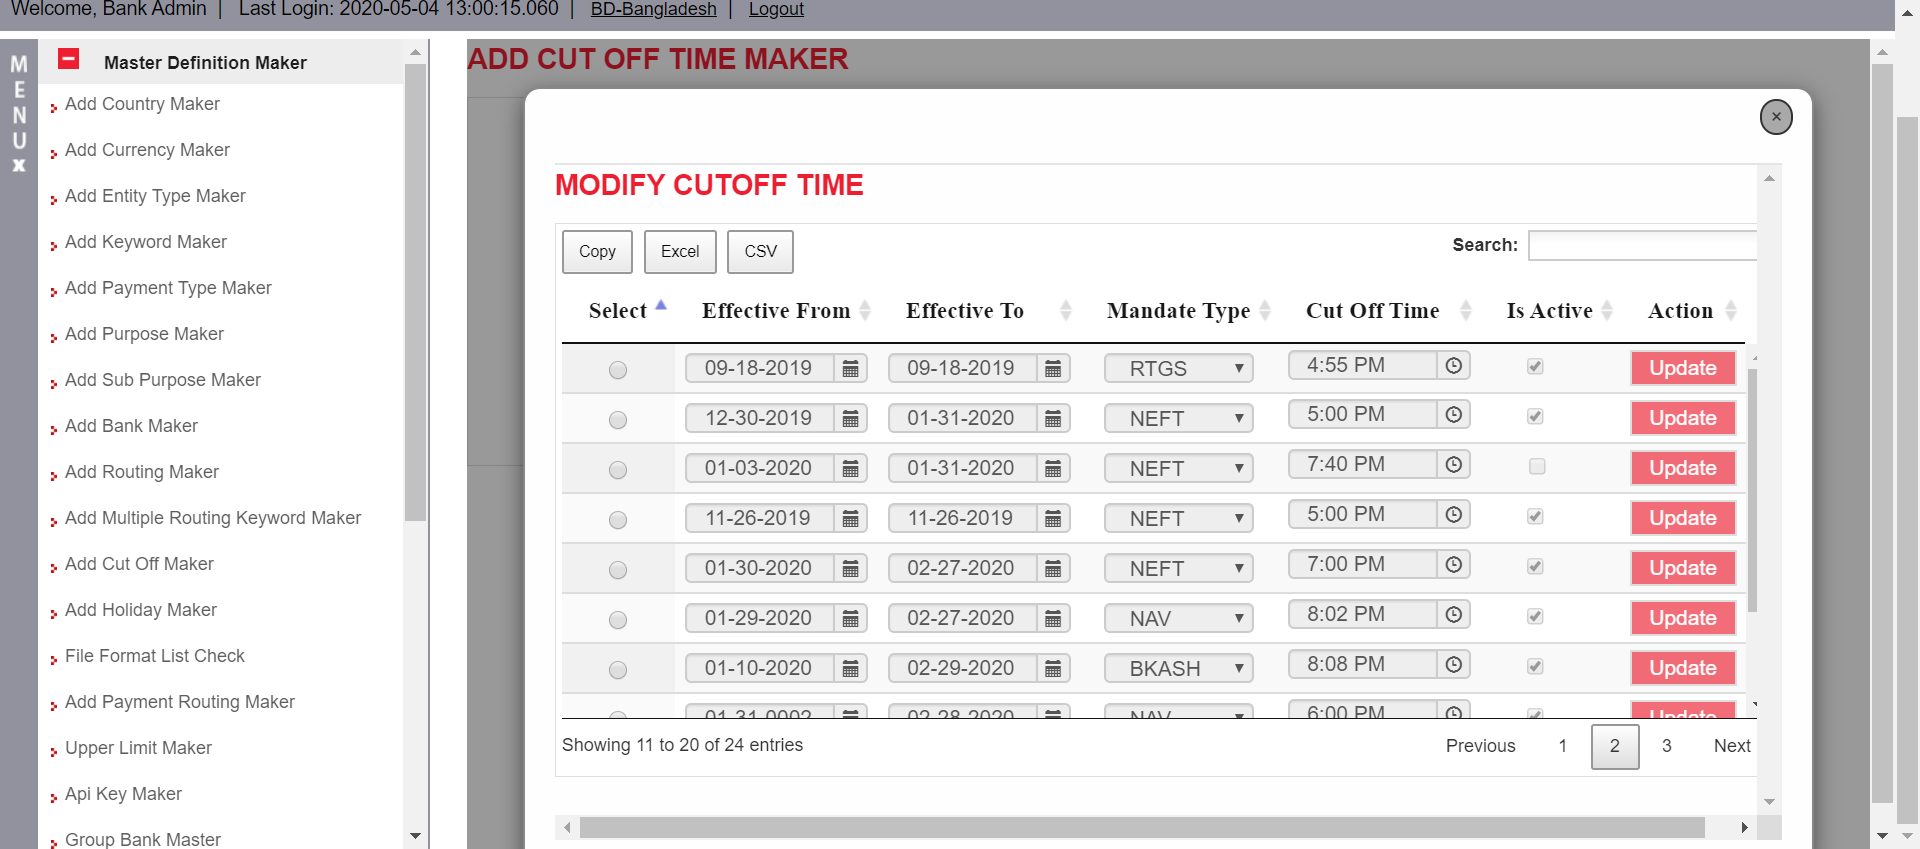 Welcome, Bank Admin | Last Login: 2020-05-04 13:00:15.060 | BD-Bangladesh | Logout
MENU x
Master Definition Maker
Add Country Maker
Add Currency Maker
Add Entity Type Maker
Add Keyword Maker
Add Payment Type Maker
Add Purpose Maker
Add Sub Purpose Maker
Add Bank Maker
Add Routing Maker
Add Multiple Routing Keyword Maker
Add Cut Off Maker
Add Holiday Maker
File Format List Check
Add Payment Routing Maker
Upper Limit Maker
Api Key Maker
Group Bank Master
ADD CUT OFF TIME MAKER
×
MODIFY CUTOFF TIME
Copy Excel CSV Search:
Select Effective From Effective To Mandate Type Cut Off Time Is Active Action
09-18-2019 09-18-2019 RTGS 4:55 PM Update
12-30-2019 01-31-2020 NEFT 5:00 PM Update
01-03-2020 01-31-2020 NEFT 7:40 PM Update
11-26-2019 11-26-2019 NEFT 5:00 PM Update
01-30-2020 02-27-2020 NEFT 7:00 PM Update
01-29-2020 02-27-2020 NAV 8:02 PM Update
01-10-2020 02-29-2020 BKASH 8:08 PM Update
01-31-0002 02-28-2020 NAV 6:00 PM Update
Showing 11 to 20 of 24 entries Previous 1 2 3 Next